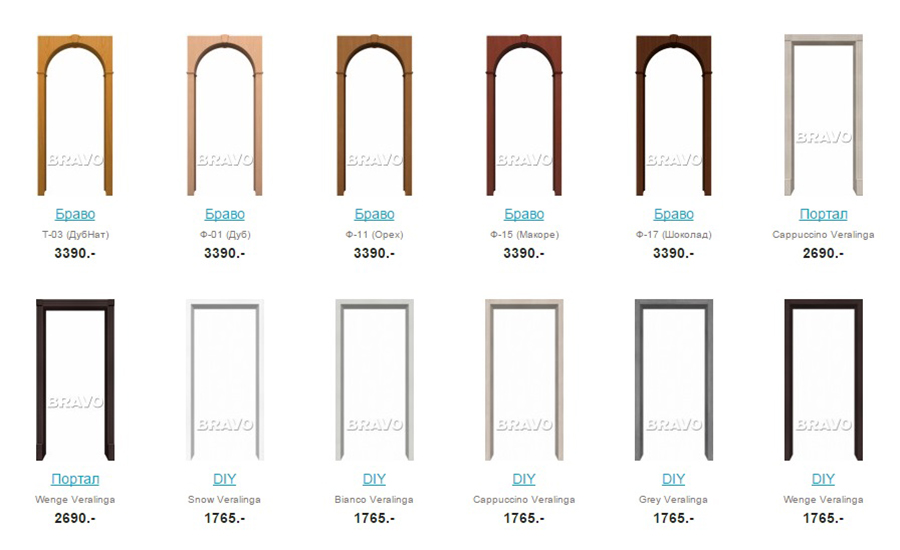 BRAVO BRAVO BRAVO BRAVO BRAVO BRAVO
Браво Браво Браво Браво Браво Портал
Т-03 (ДубНат) Ф-01 (Дуб) Ф-11 (Орех) Ф-15 (Макоре) Ф-17 (Шоколад) Cappuccino Veralinga
3390.- 3390.- 3390.- 3390.- 3390.- 2690.-
BRAVO BRAVO BRAVO BRAVO BRAVO BRAVO
Портал DIY DIY DIY DIY DIY
Wenge Veralinga Snow Veralinga Bianco Veralinga Cappuccino Veralinga Grey Veralinga Wenge Veralinga
2690.- 1765.- 1765.- 1765.- 1765.- 1765.-